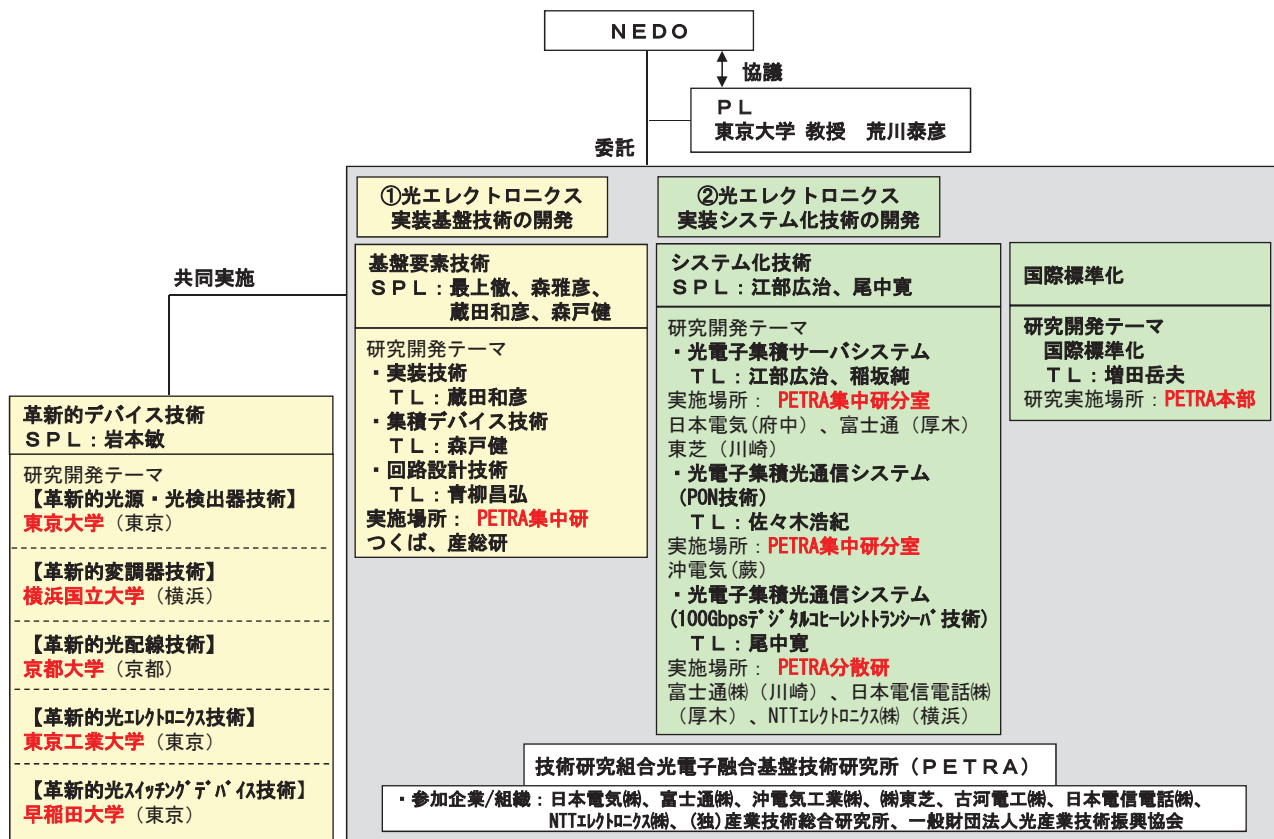 NEDO
協議
PL
東京大学 教授 荒川泰彦
委託
①光エレクトロニクス
実装基盤技術の開発
②光エレクトロニクス
実装システム化技術の開発
共同実施
基盤要素技術
SPL:最上徹、森雅彦、
蔵田和彦、森戸健
研究開発テーマ
・実装技術
TL:蔵田和彦
・集積デバイス技術
TL:森戸健
・回路設計技術
TL:青柳昌弘
実施場所: PETRA集中研
つくば、産総研
システム化技術
SPL:江部広治、尾中寛
研究開発テーマ
・光電子集積サーバシステム
TL:江部広治、稲坂純
実施場所: PETRA集中研分室
日本電気(府中)、富士通(厚木)
東芝(川崎)
・光電子集積光通信システム
(PON技術)
TL:佐々木浩紀
実施場所:PETRA集中研分室
沖電気(蕨)
・光電子集積光通信システム
(100Gbpsデジタルコヒーレントトランシーバ技術)
TL:尾中寛
実施場所: PETRA分散研
富士通㈱(川崎)、日本電信電話㈱
(厚木)、NTTエレクトロニクス㈱(横浜)
国際標準化
研究開発テーマ
国際標準化
TL:増田岳夫
研究実施場所:PETRA本部
革新的デバイス技術
SPL:岩本敏
研究開発テーマ
【革新的光源・光検出器技術】
東京大学(東京)
【革新的変調器技術】
横浜国立大学(横浜)
【革新的光配線技術】
京都大学(京都)
【革新的光エレクトロニクス技術】
東京工業大学(東京)
【革新的光スイッチングデバイス技術】
早稲田大学(東京)
技術研究組合光電子融合基盤技術研究所(PETRA)
・参加企業/組織:日本電気㈱、富士通㈱、沖電気工業㈱、㈱東芝、古河電工㈱、日本電信電話㈱、
NTTエレクトロニクス㈱、(独)産業技術総合研究所、一般財団法人光産業技術振興協会